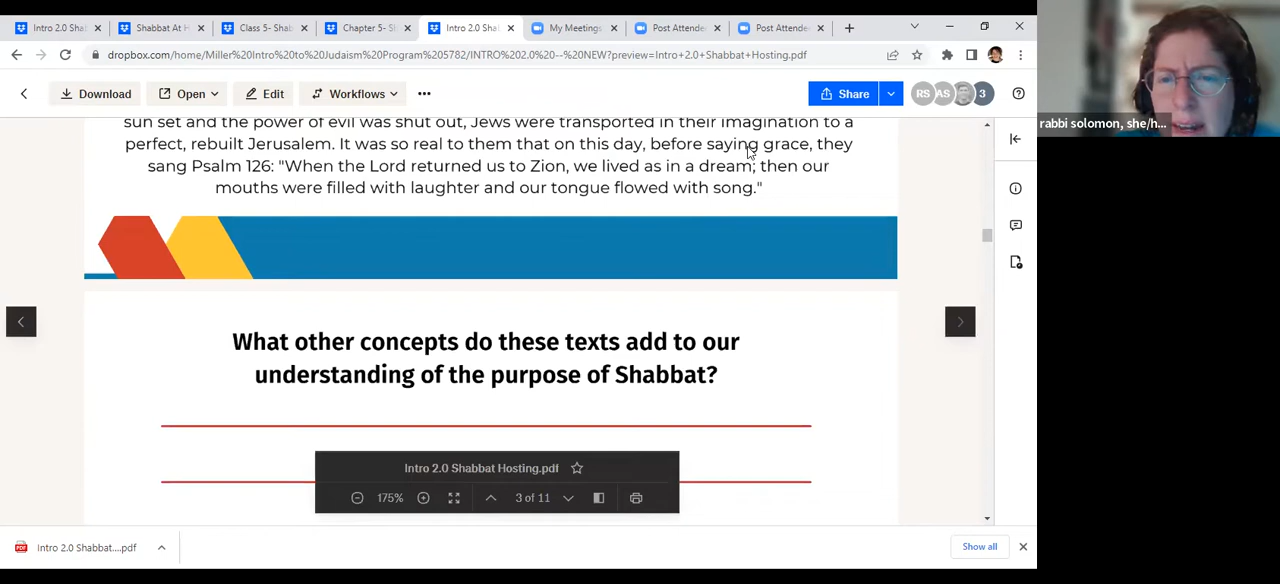 Intro 2.0 Shab
Shabbat At H
Class 5- Shab
Chapter 5- S
Intro 2.0 Shab
My Meetings
Post Attende
Post Attende
dropbox.com/home/Miller%20Intro%20to%20Judaism%20Program%205782/INTRO%202.0%20--%20NEW?preview=Intro+2.0+Shabbat+Hosting.pdf
Download
Open
Edit
Workflows
Share
RS
AS
3
rabbi solomon, she/h...
sun set and the power of evil was shut out, Jews were transported in their imagination to a
perfect, rebuilt Jerusalem. It was so real to them that on this day, before saying grace, they
sang Psalm 126: "When the Lord returned us to Zion, we lived as in a dream; then our
mouths were filled with laughter and our tongue flowed with song."
What other concepts do these texts add to our
understanding of the purpose of Shabbat?
Intro 2.0 Shabbat Hosting.pdf
175%
3 of 11
Intro 2.0 Shabbat....pdf
Show all